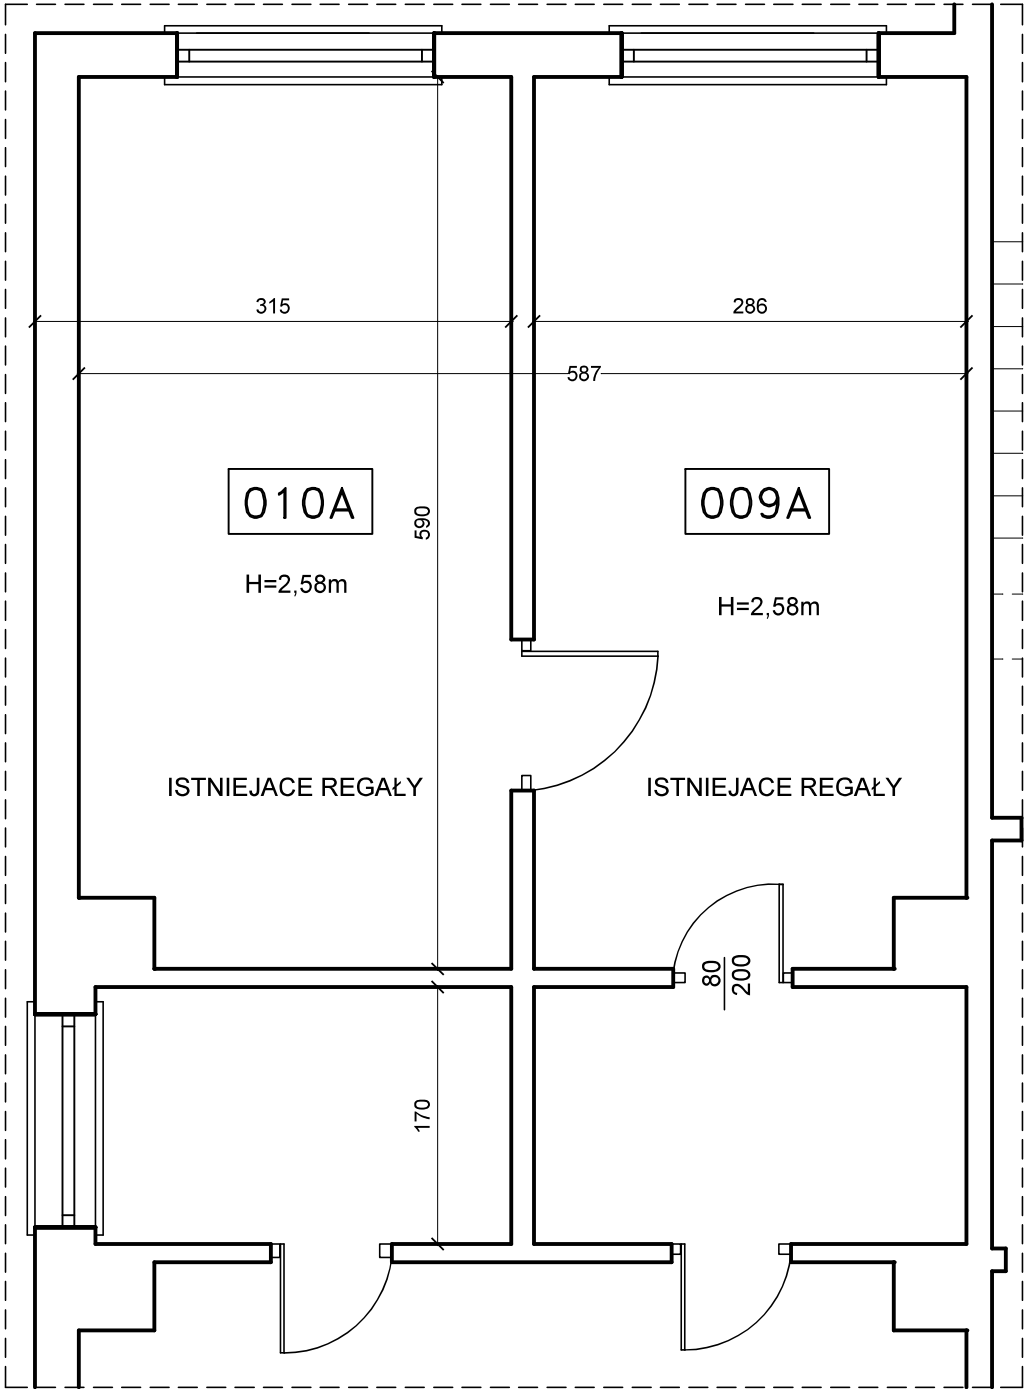 315
286
587
010A
009A
590
H=2,58m
H=2,58m
ISTNIEJACE REGAŁY
ISTNIEJACE REGAŁY
80
200
170